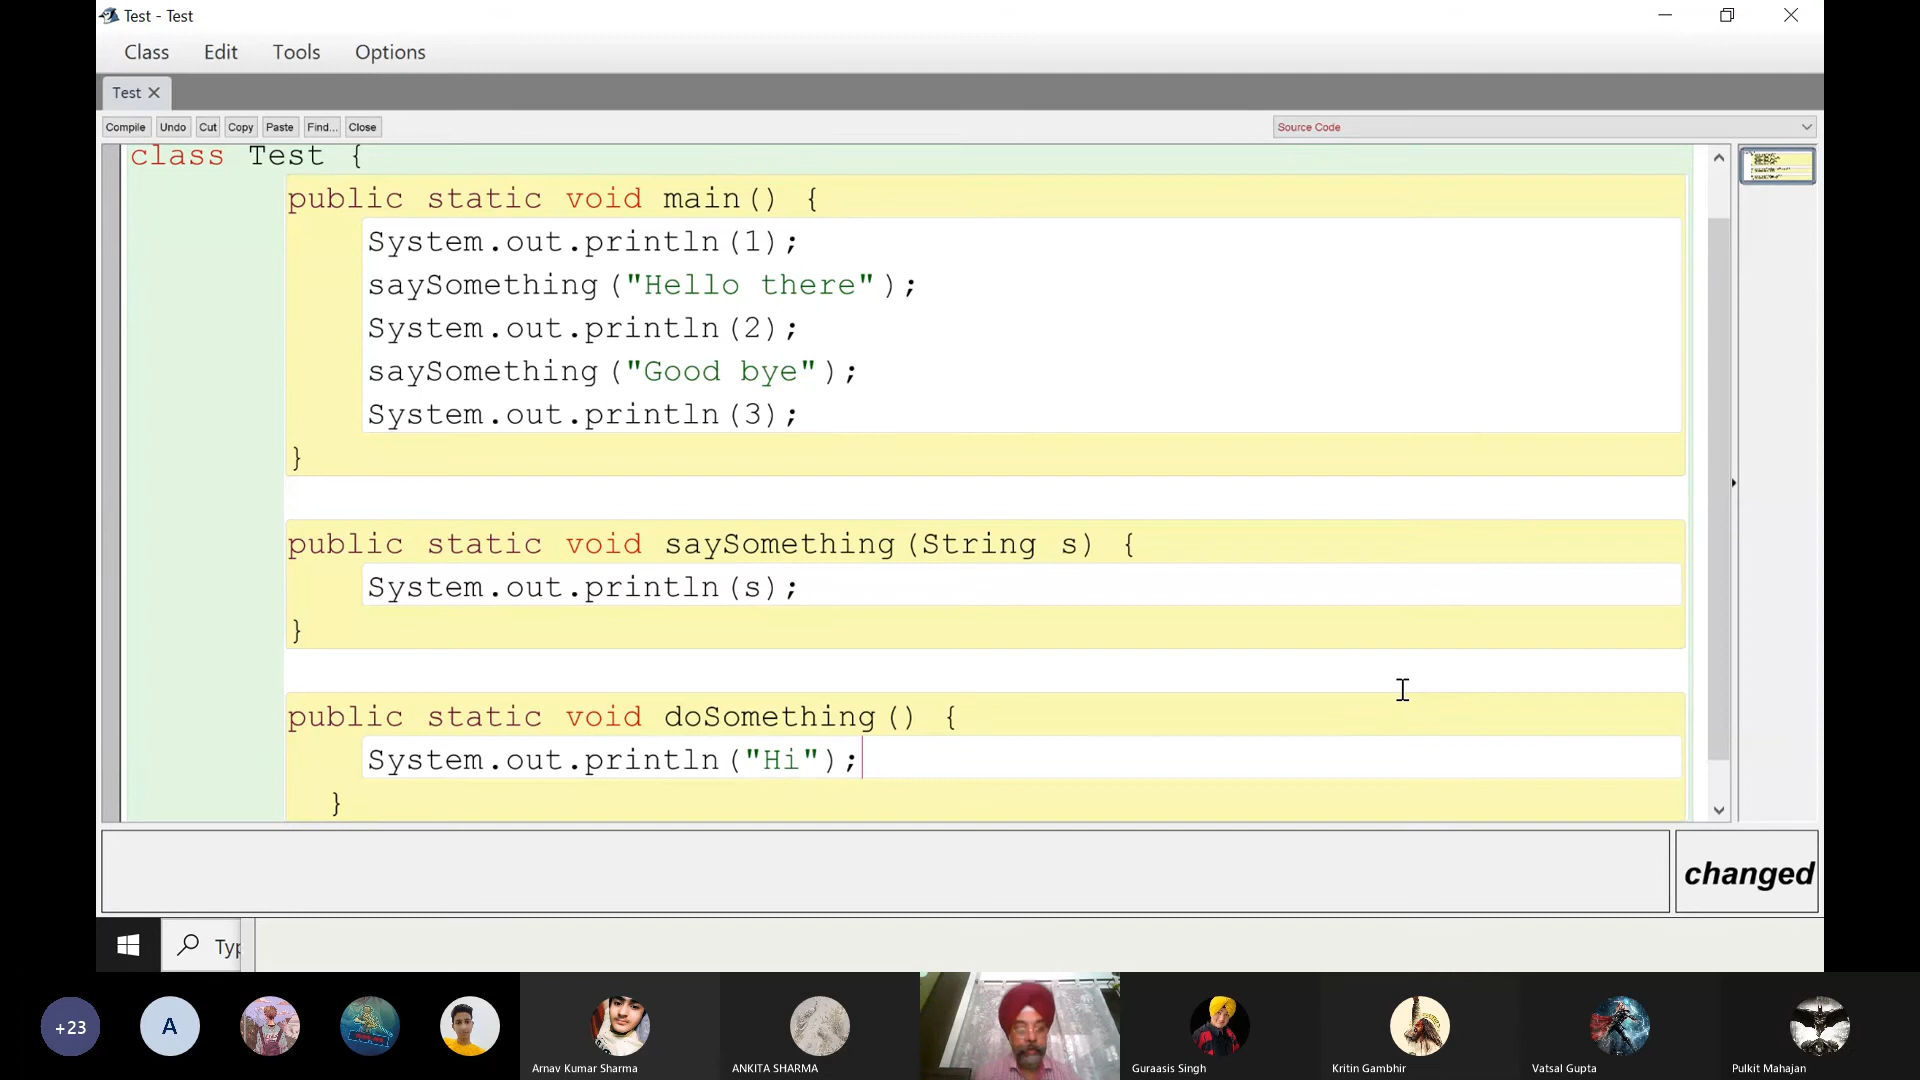 Test - Test
Class Edit Tools Options
Test
Compile Undo Cut Copy Paste Find... Close Source Code
class Test {
public static void main() {
System.out.println(1);
saySomething("Hello there");
System.out.println(2);
saySomething("Good bye");
System.out.println(3);
}
public static void saySomething(String s) {
System.out.println(s);
}
public static void doSomething() {
System.out.println("Hi");
}
changed
Typ
+23 A
Arnav Kumar Sharma ANKITA SHARMA Guraasis Singh Kritin Gambhir Vatsal Gupta Pulkit Mahajan